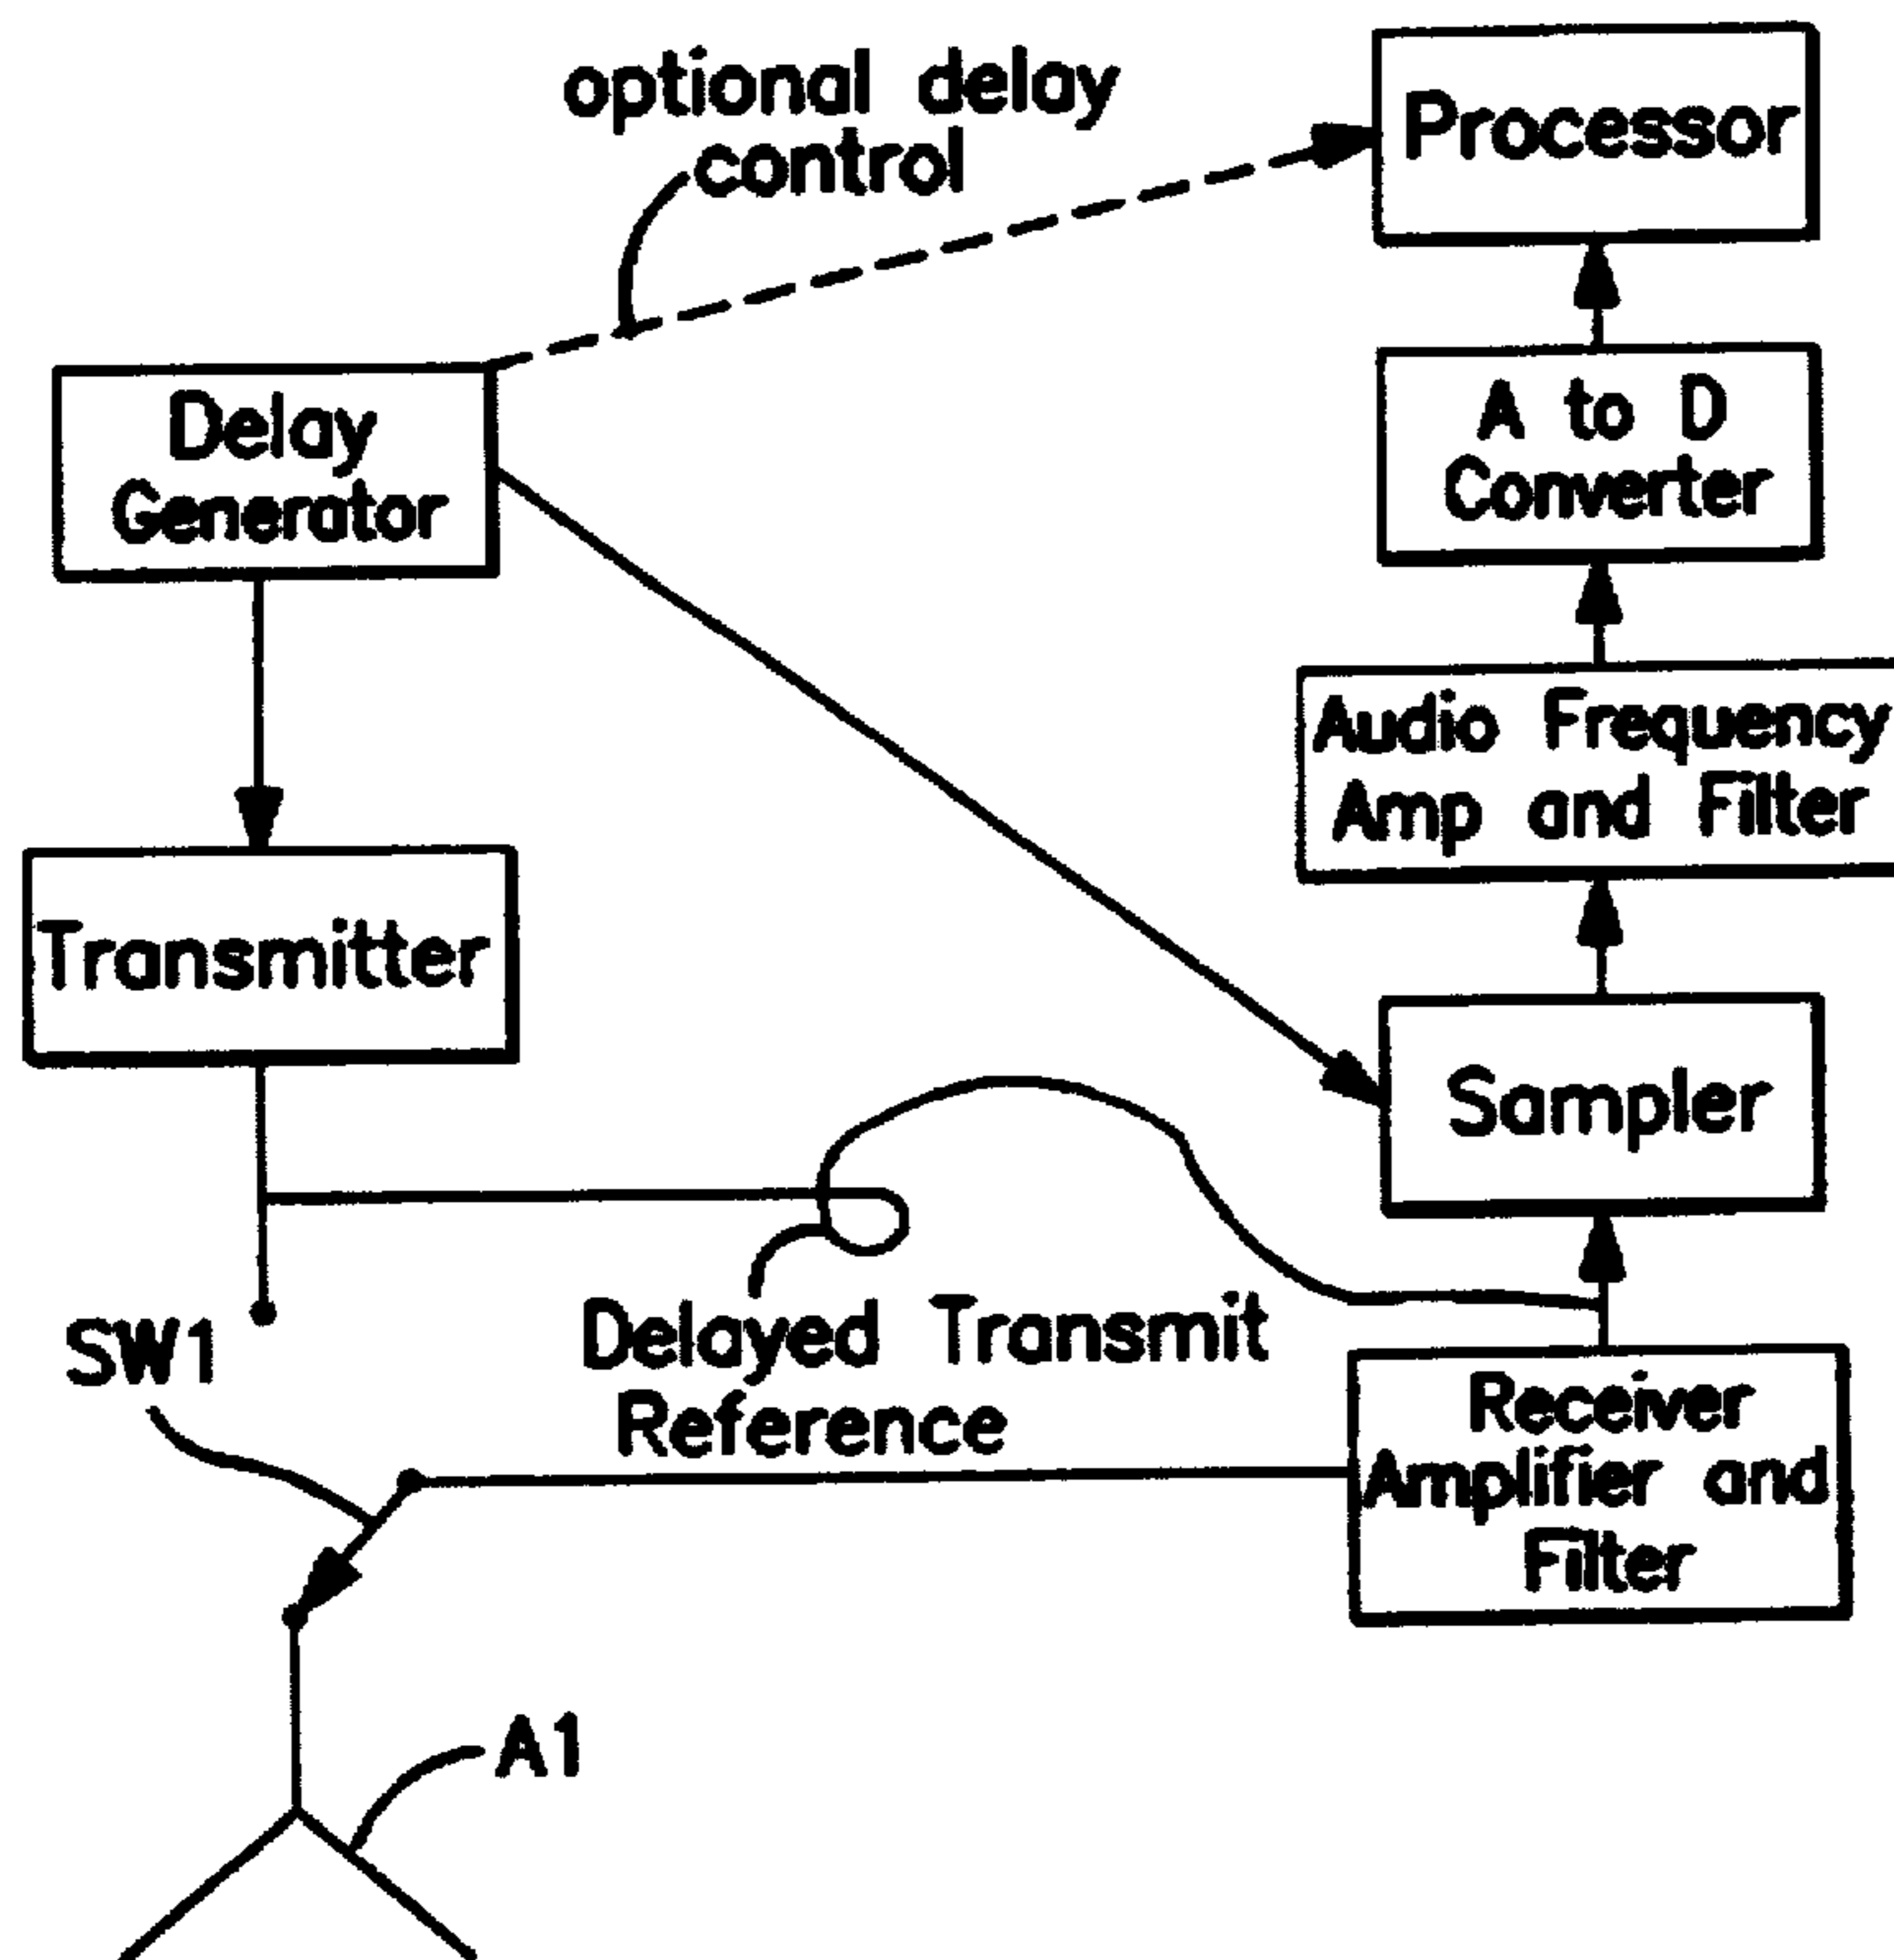 optional delay
control
Processor
Delay
Generator
A to D
Converter
Audio Frequency
Amp and Filter
Transmitter
Sampler
SW1
Delayed Transmit
Reference
Receiver
Amplifier and
Filter
A1